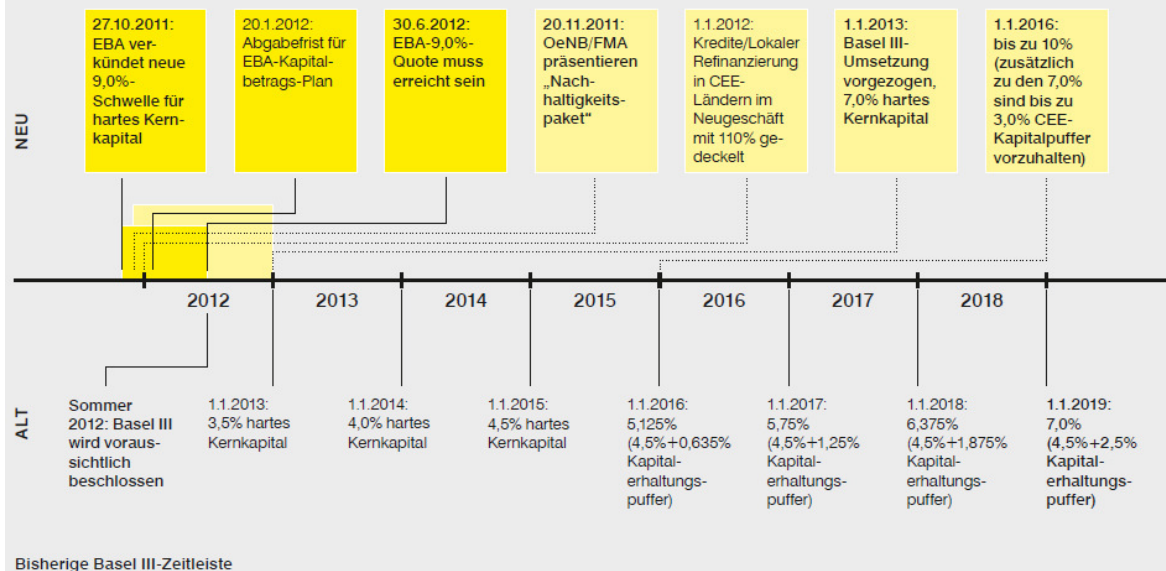 NEU
27.10.2011:
EBA ver-
kündet neue
9,0%-
Schwelle für
hartes Kern-
kapital
20.1.2012:
Abgabefrist für
EBA-Kapital-
betrags-Plan
30.6.2012:
EBA-9,0%-
Quote muss
erreicht sein
20.11.2011:
OeNB/FMA
präsentieren
„Nach-
haltigkeits-
paket“
1.1.2012:
Kredite/Lokaler
Refinanzierung
in CEE-
Ländern im
Neugeschäft
mit 110% ge-
deckelt
1.1.2013:
Basel III-
Umsetzung
vorgezogen,
7,0% hartes
Kernkapital
1.1.2016:
bis zu 10%
(zusätzlich
zu den 7,0%
sind bis zu
3,0% CEE-
Kapitalpuffer
vorzuhalten)
2012
2013
2014
2015
2016
2017
2018
ALT
Sommer
2012: Basel III
wird voraus-
sichtlich
beschlossen
1.1.2013:
3,5% hartes
Kernkapital
1.1.2014:
4,0% hartes
Kernkapital
1.1.2015:
4,5% hartes
Kernkapital
1.1.2016:
5,125%
(4,5%+0,635%
Kapital-
erhaltungs-
puffer)
1.1.2017:
5,75%
(4,5%+1,25%
Kapital-
erhaltungs-
puffer)
1.1.2018:
6,375%
(4,5%+1,875%
Kapital-
erhaltungs-
puffer)
1.1.2019:
7,0%
(4,5%+2,5%
Kapital-
erhaltungs-
puffer)
Bisherige Basel III-Zeitleiste